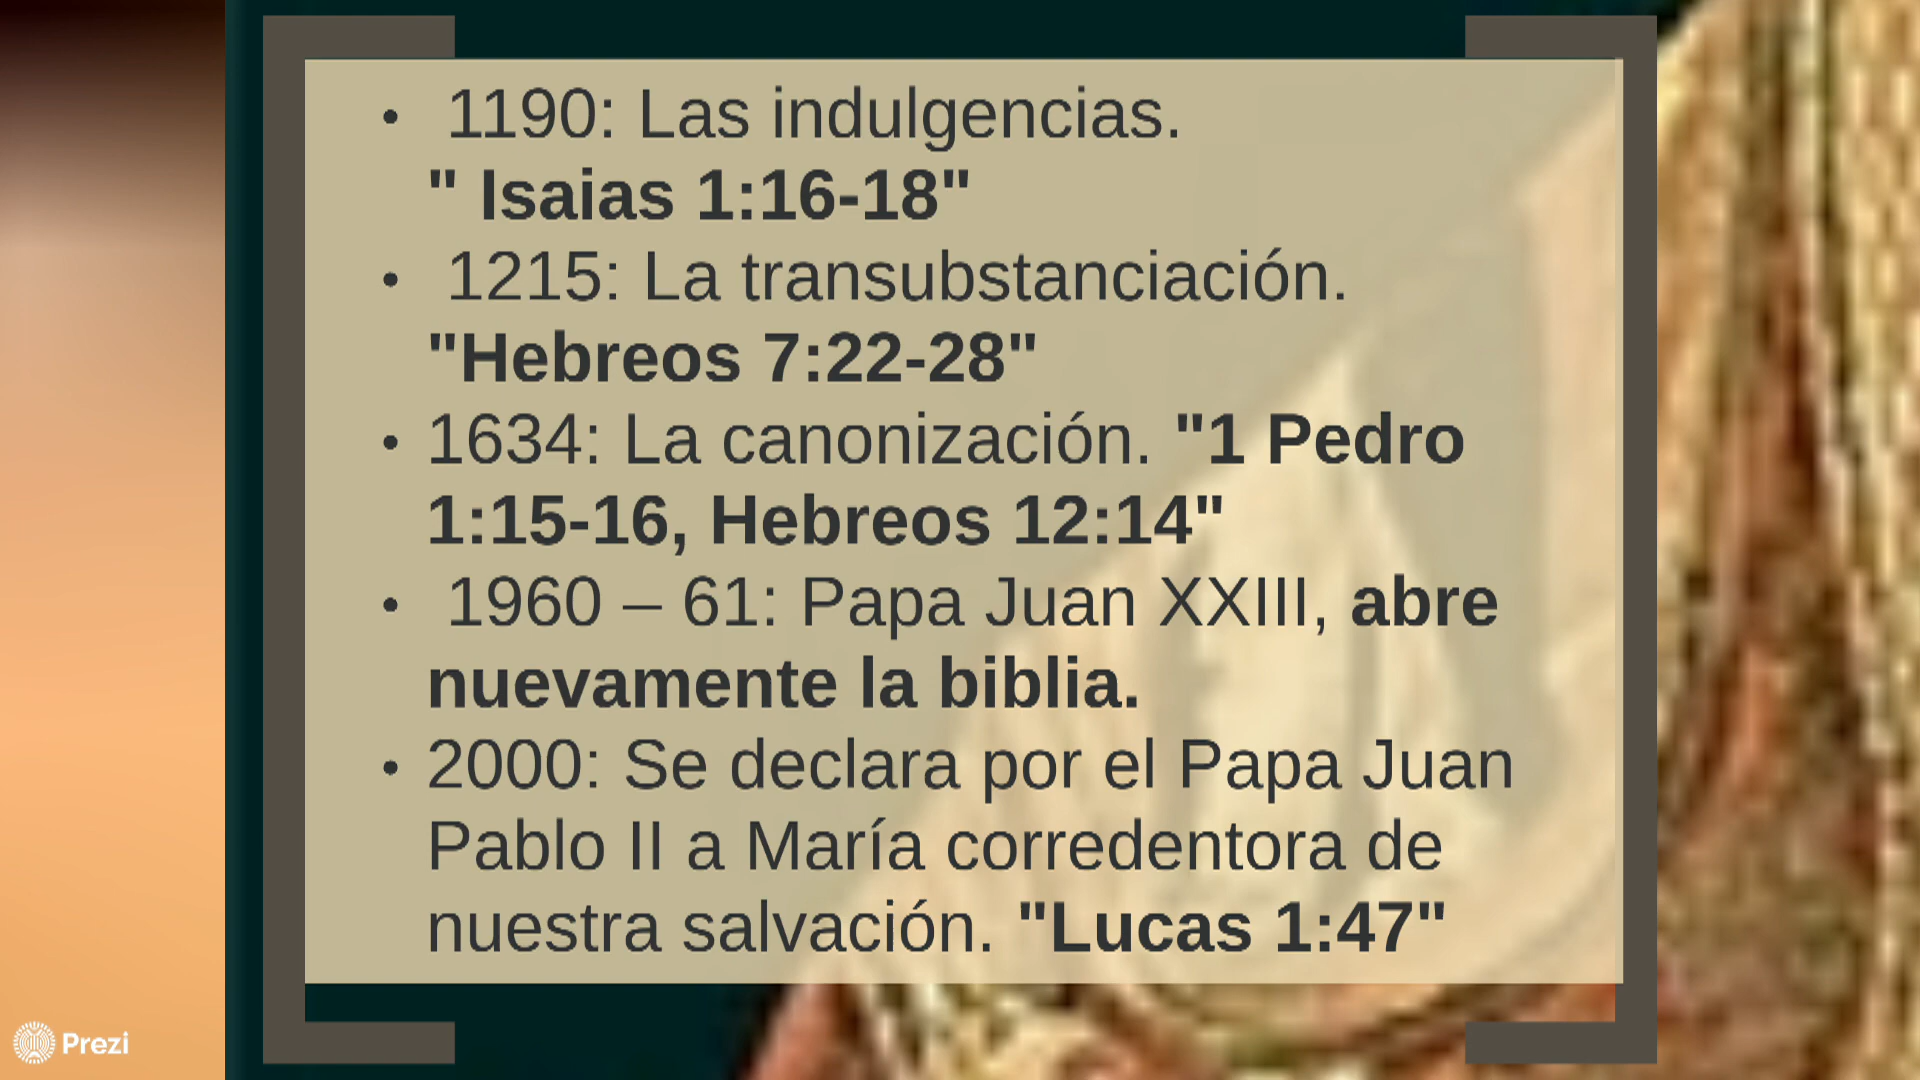 • 1190: Las indulgencias.
" Isaias 1:16-18"
• 1215: La transubstanciación.
"Hebreos 7:22-28"
• 1634: La canonización. "1 Pedro
1:15-16, Hebreos 12:14"
• 1960 – 61: Papa Juan XXIII, abre
nuevamente la biblia.
• 2000: Se declara por el Papa Juan
Pablo II a María corredentora de
nuestra salvación. "Lucas 1:47"
Prezi